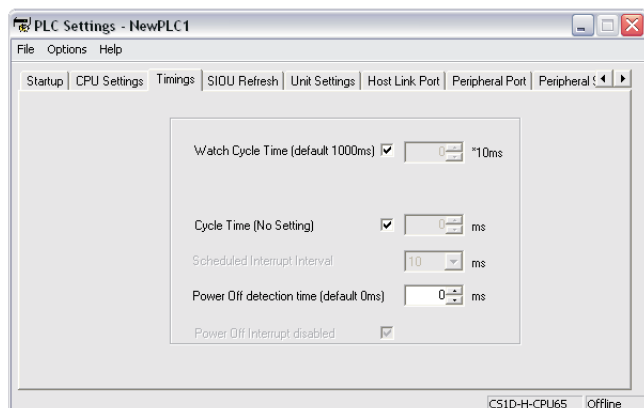 PLC Settings - NewPLC1
File Options Help
Startup CPU Settings Timings SIOU Refresh Unit Settings Host Link Port Peripheral Port Peripheral
Watch Cycle Time (default 1000ms) 0 *10ms
Cycle Time (No Setting) 0 ms
Scheduled Interrupt Interval 10 ms
Power Off detection time (default 0ms) 0 ms
Power Off Interrupt disabled
CS1D-H-CPU65 Offline